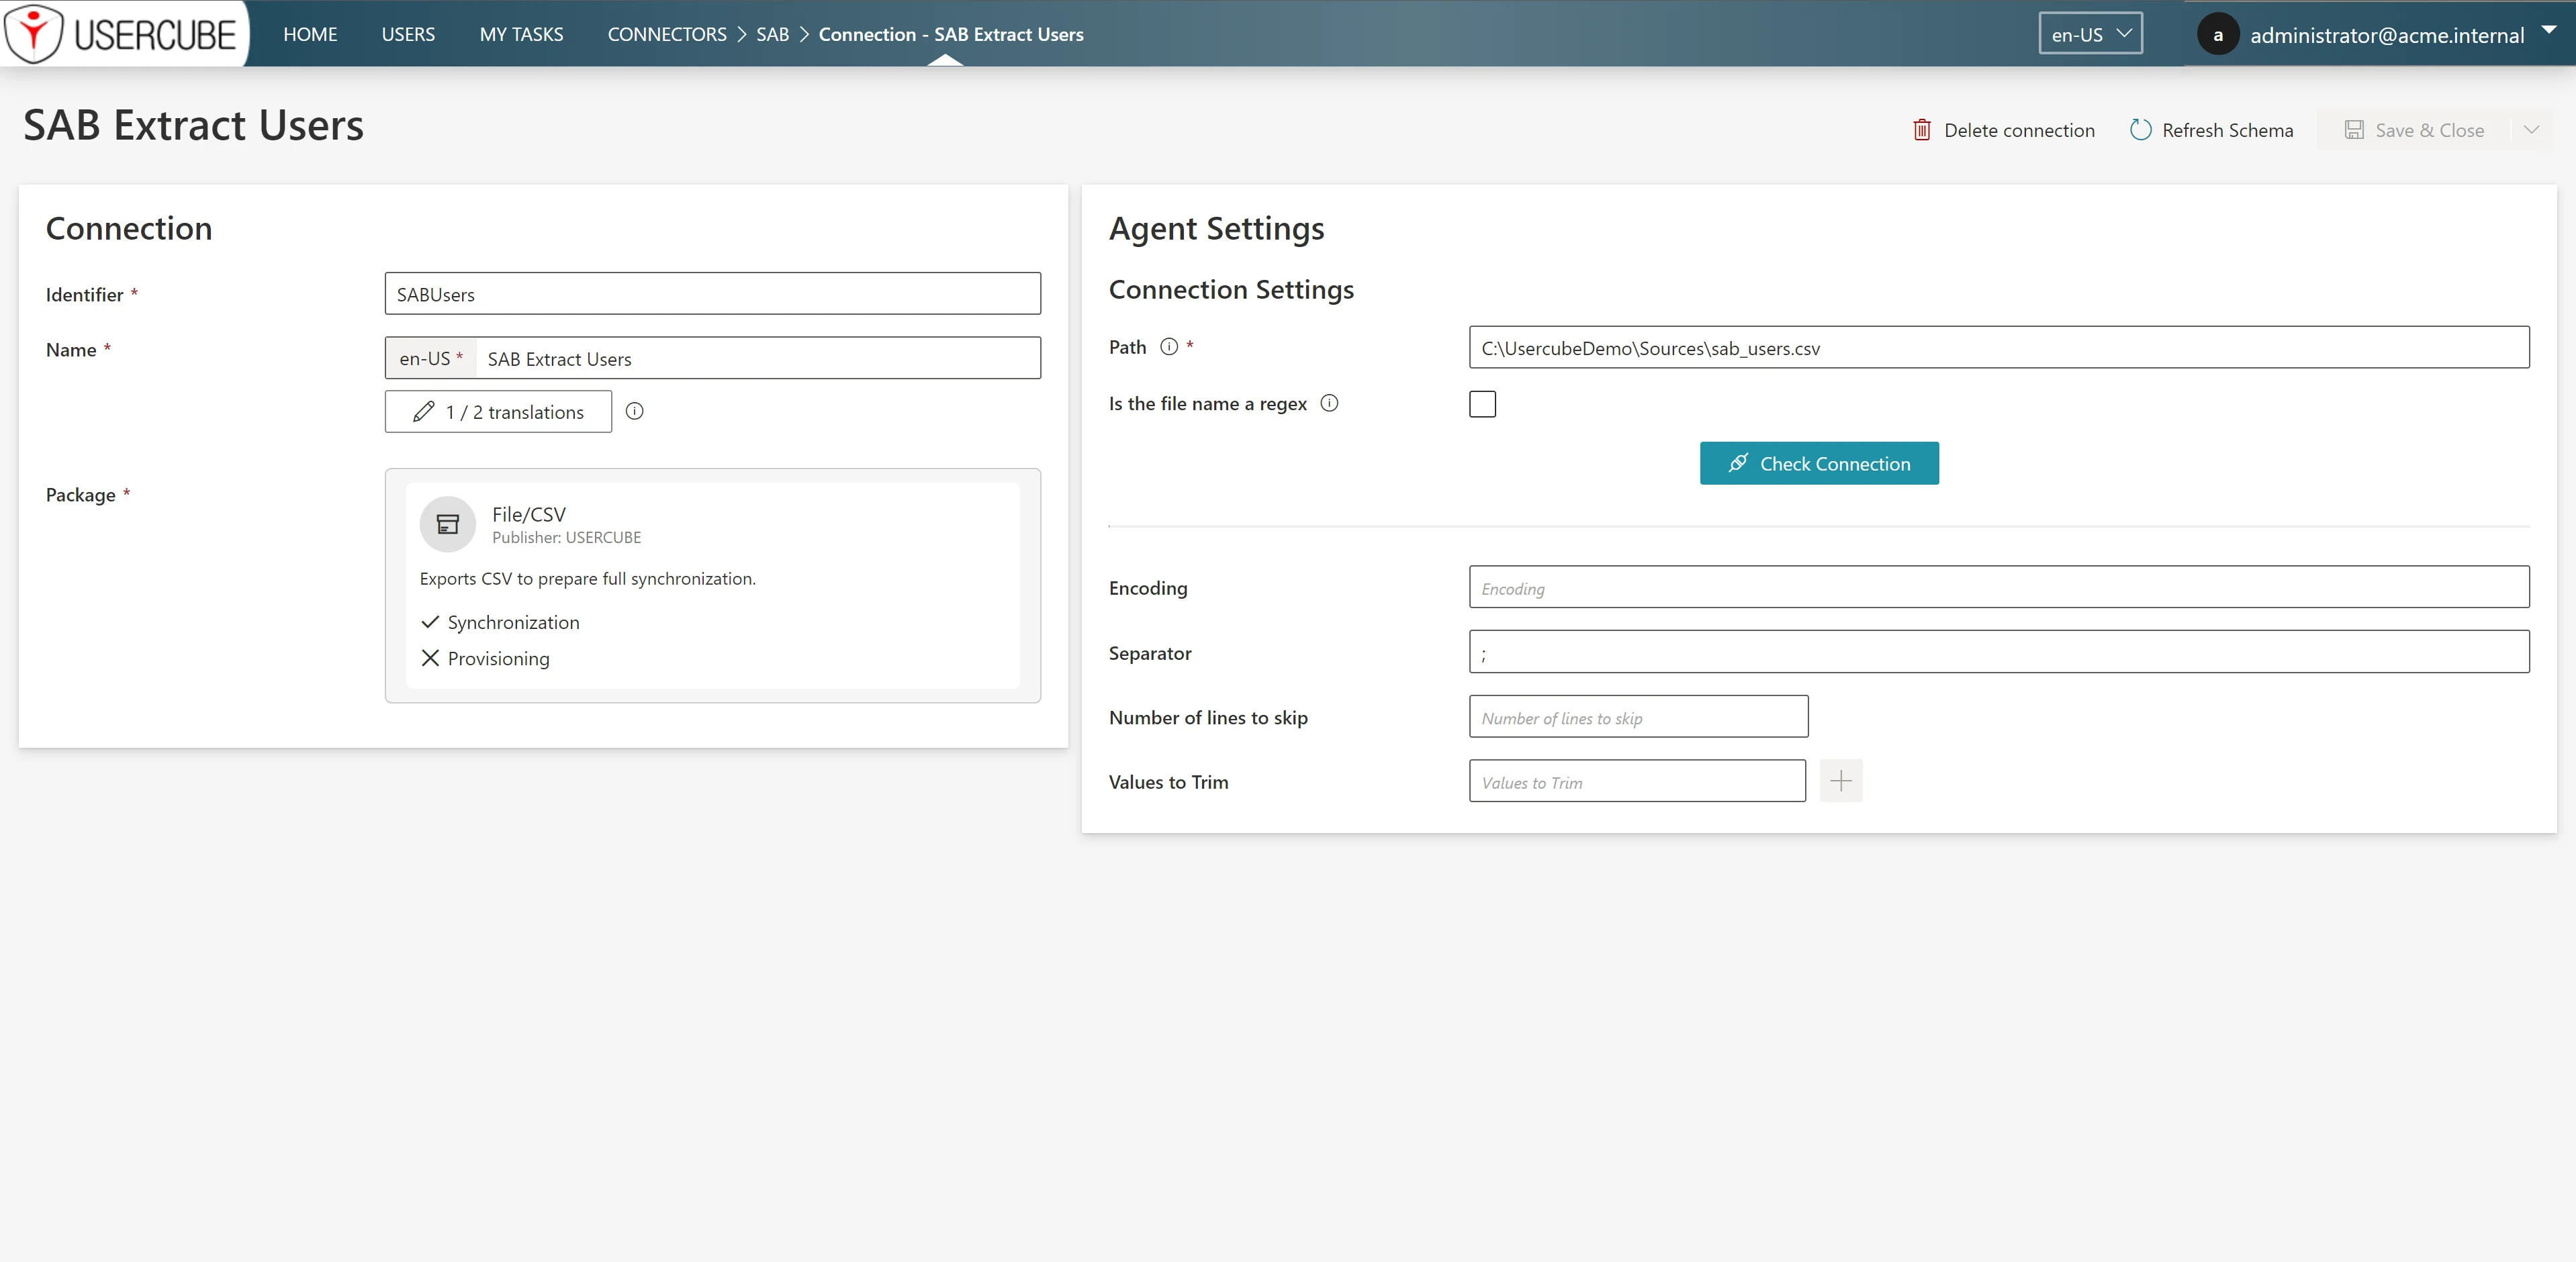 USERCUBE
HOME USERS MY TASKS CONNECTORS > SAB > Connection - SAB Extract Users en-US a administrator@acme.internal
SAB Extract Users
Delete connection Refresh Schema Save & Close
Connection
Identifier * SABUsers
Name * en-US * SAB Extract Users
1 / 2 translations
Package *
File/CSV
Publisher: USERCUBE
Exports CSV to prepare full synchronization.
Synchronization
Provisioning
Agent Settings
Connection Settings
Path * C:\UsercubeDemo\Sources\sab_users.csv
Is the file name a regex
Check Connection
Encoding Encoding
Separator ;
Number of lines to skip Number of lines to skip
Values to Trim Values to Trim